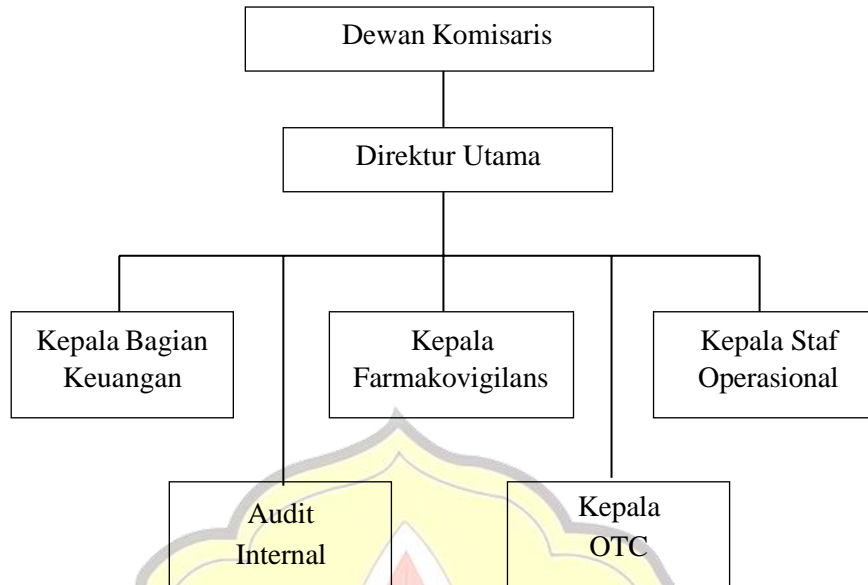 Dewan Komisaris
Direktur Utama
Kepala Bagian
Keuangan
Kepala
Farmakovigilans
Kepala Staf
Operasional
Audit
Internal
Kepala
OTC